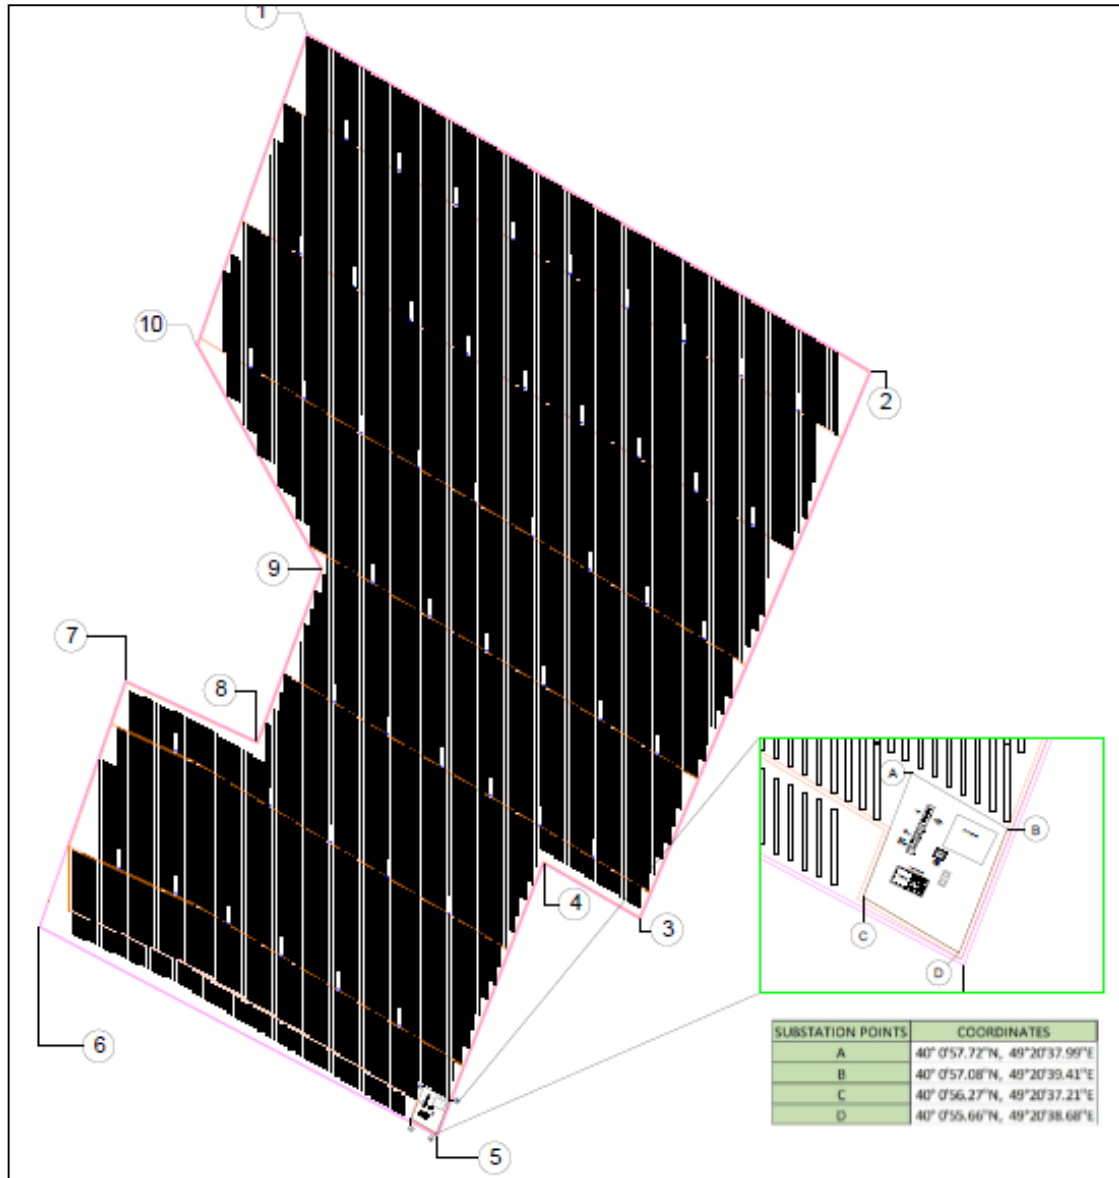 1
2
10
9
7
8
A
B
4
C
3
D
6
5
SUBSTATION POINTS COORDINATES
A 40° 0'57.72"N, 49°20'37.99"E
B 40° 0'57.08"N, 49°20'39.41"E
C 40° 0'56.27"N, 49°20'37.21"E
D 40° 0'55.66"N, 49°20'38.68"E